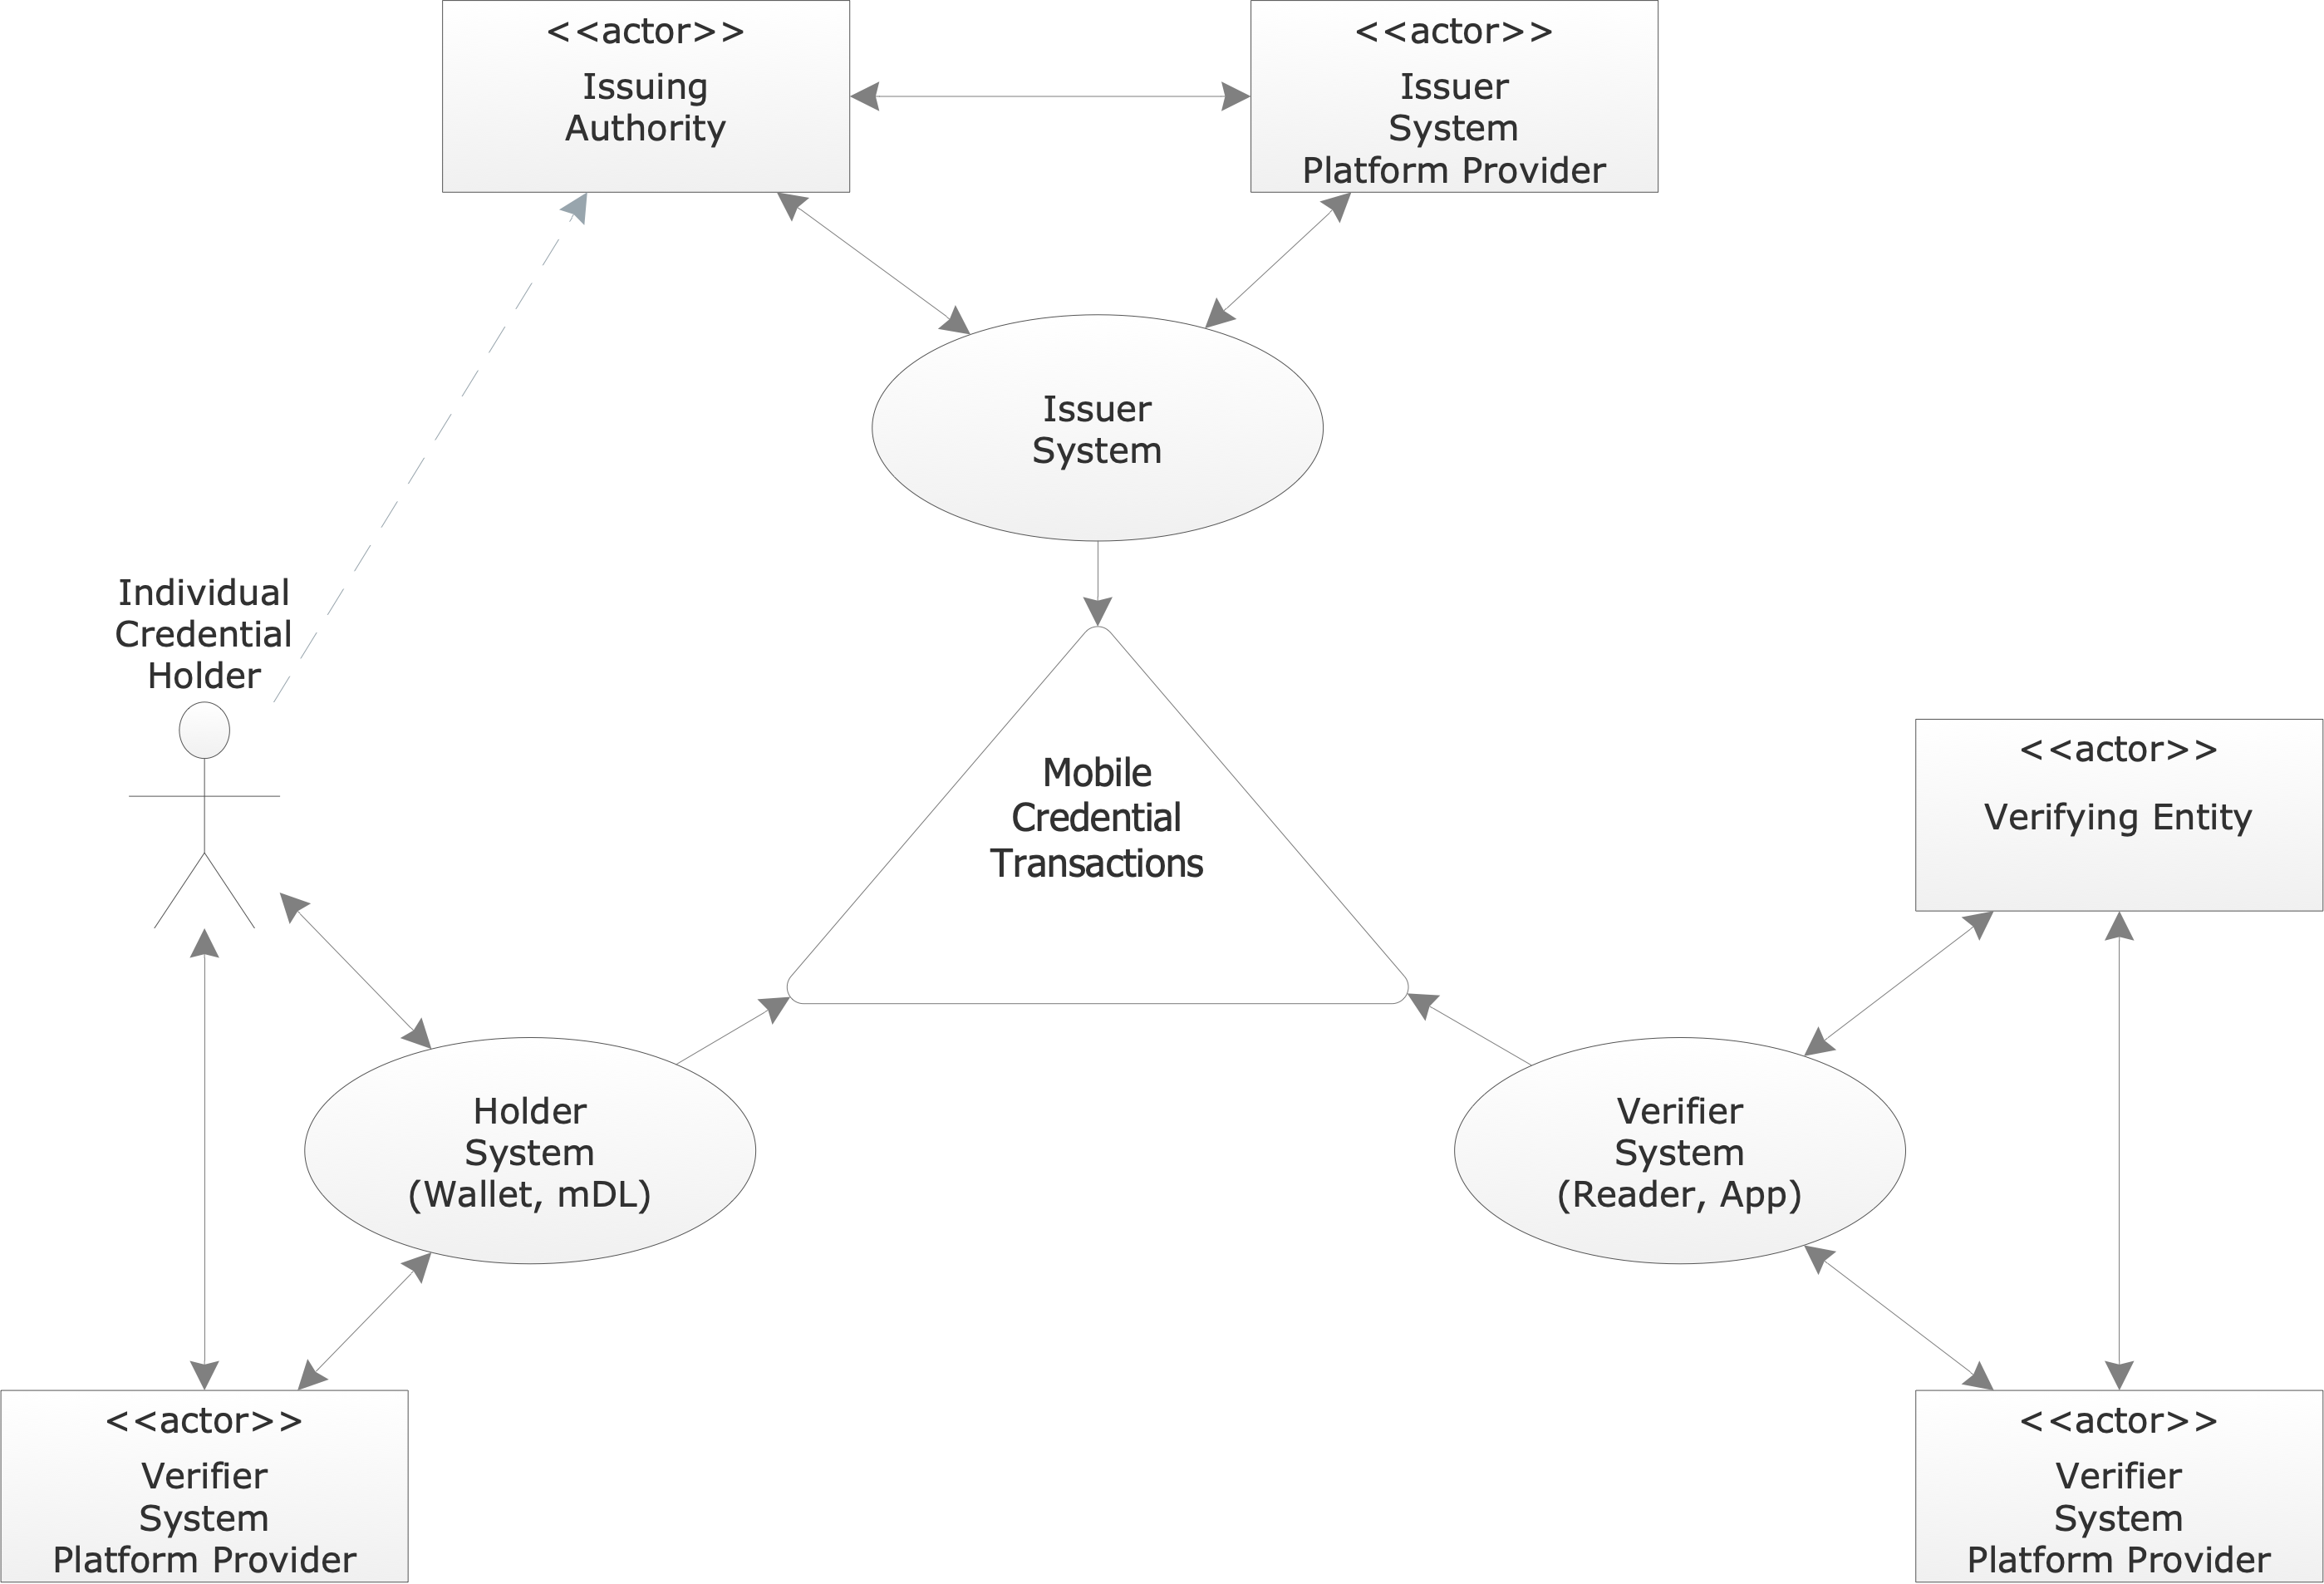 <<actor>>
Issuing
Authority
<<actor>>
Issuer
System
Platform Provider
Issuer
System
Individual
Credential
Holder
Mobile
Credential
Transactions
<<actor>>
Verifying Entity
Holder
System
(Wallet, mDL)
Verifier
System
(Reader, App)
<<actor>>
Verifier
System
Platform Provider
<<actor>>
Verifier
System
Platform Provider